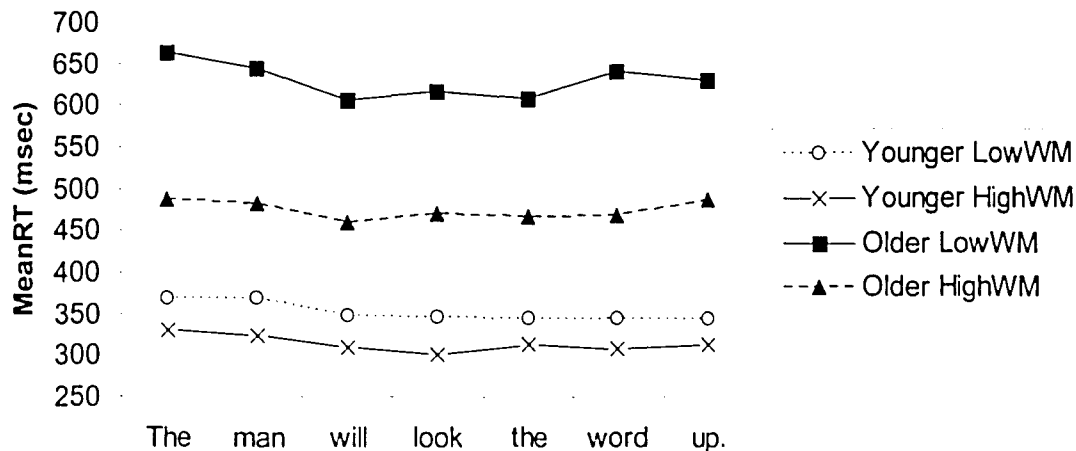 700
650
600
550
500
450
400
350
300
250
MeanRT (msec)
The man will look the word up.
Younger LowWM
Younger HighWM
Older LowWM
Older HighWM